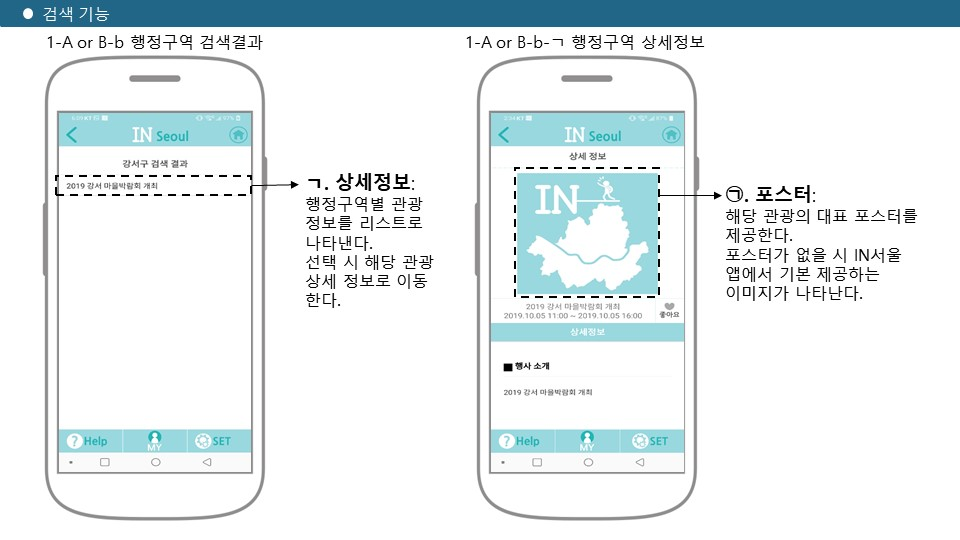 ● 검색 기능
1-A or B-b 행정구역 검색결과
IN Seoul
강서구 검색 결과
2019 강서 마을박람회 개최
Help
MY
SET
ㄱ. 상세정보:
행정구역별 관광
정보를 리스트로
나타낸다.
선택 시 해당 관광
상세 정보로 이동
한다.
1-A or B-b-ㄱ 행정구역 상세정보
IN Seoul
상세 정보
IN
2019 강서 마을박람회 개최
2019.10.05 11:00 ~ 2019.10.05 16:00
좋아요
상세정보
■ 행사 소개
2019 강서 마을박람회 개최
Help
MY
SET
㉠. 포스터:
해당 관광의 대표 포스터를
제공한다.
포스터가 없을 시 IN서울
앱에서 기본 제공하는
이미지가 나타난다.